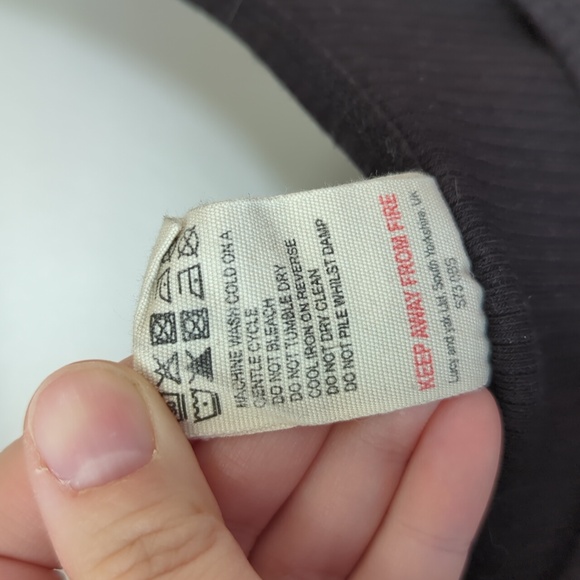 MACHINE WASH COLD ON A
GENTLE CYCLE
DO NOT BLEACH
DO NOT TUMBLE DRY
COOL IRON ON REVERSE
DO NOT DRY CLEAN
DO NOT PILE WHILST DAMP
KEEP AWAY FROM FIRE
Lucy and yak Ltd, South Yorkshire, UK
S73